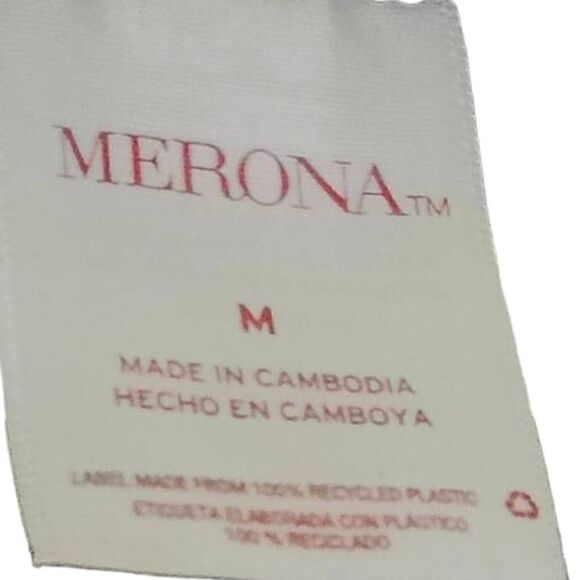 MERONA™
M
MADE IN CAMBODIA
HECHO EN CAMBOYA
LABEL MADE FROM 100% RECYCLED PLASTIC
ETIQUETA ELABORADA CON PLÁSTICO
100 % RECICLADO